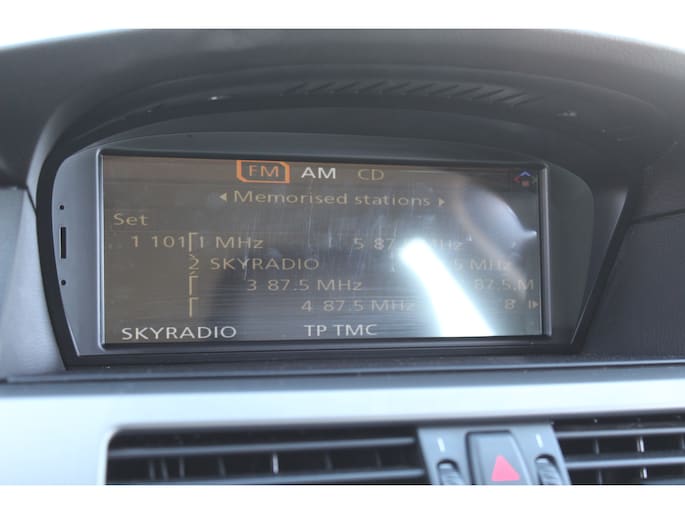 FM AM CD
Memorised stations
Set
1 101,1 MHz 5 87.
2 SKYRADIO 5 MHz
3 87.5 MHz 87.5 M
4 87.5 MHz 8
SKYRADIO TP TMC